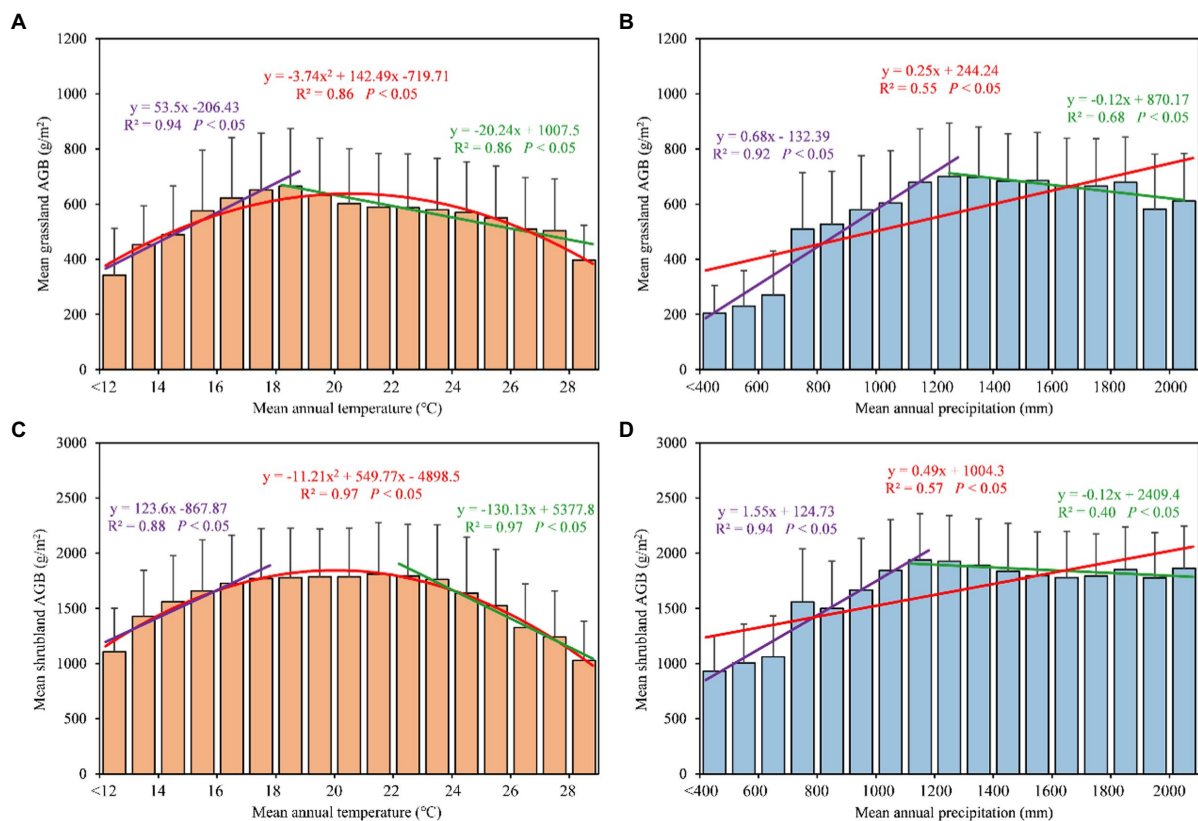 A
1200
1000
800
600
400
200
0
Mean grassland AGB (g/m²)
y = -3.74x² + 142.49x -719.71
R² = 0.86 P < 0.05
y = 53.5x -206.43
R² = 0.94 P < 0.05
y = -20.24x + 1007.5
R² = 0.86 P < 0.05
<12 14 16 18 20 22 24 26 28
Mean annual temperature (℃)
B
1200
1000
800
600
400
200
0
Mean grassland AGB (g/m²)
y = 0.25x + 244.24
R² = 0.55 P < 0.05
y = -0.12x + 870.17
R² = 0.68 P < 0.05
y = 0.68x - 132.39
R² = 0.92 P < 0.05
<400 600 800 1000 1200 1400 1600 1800 2000
Mean annual precipitation (mm)
C
3000
2500
2000
1500
1000
500
0
Mean shrubland AGB (g/m²)
y = -11.21x² + 549.77x - 4898.5
R² = 0.97 P < 0.05
y = 123.6x -867.87
R² = 0.88 P < 0.05
y = -130.13x + 5377.8
R² = 0.97 P < 0.05
<12 14 16 18 20 22 24 26 28
Mean annual temperature (℃)
D
3000
2500
2000
1500
1000
500
0
Mean shrubland AGB (g/m²)
y = 0.49x + 1004.3
R² = 0.57 P < 0.05
y = -0.12x + 2409.4
R² = 0.40 P < 0.05
y = 1.55x + 124.73
R² = 0.94 P < 0.05
<400 600 800 1000 1200 1400 1600 1800 2000
Mean annual precipitation (mm)